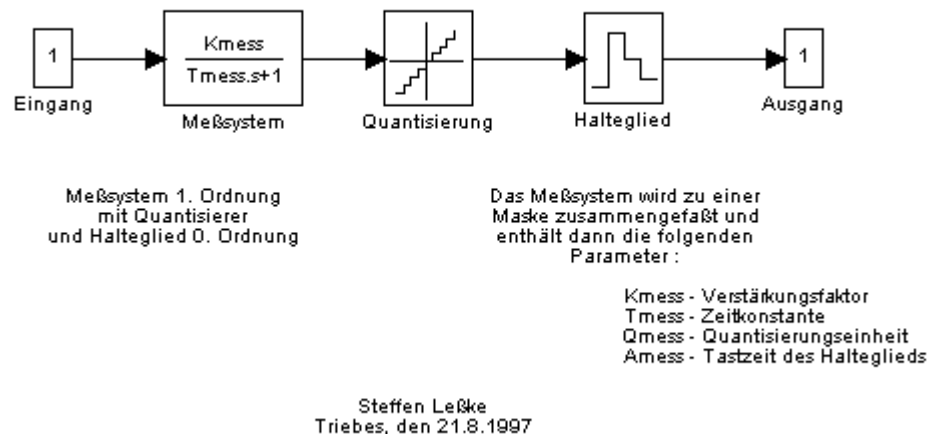 1
Eingang
Kmess
Tmess.s+1
Meßsystem
Quantisierung
Halteglied
1
Ausgang
Meßsystem 1. Ordnung
mit Quantisierer
und Halteglied 0. Ordnung
Das Meßsystem wird zu einer
Maske zusammengefaßt und
enthält dann die folgenden
Parameter :
Kmess - Verstärkungsfaktor
Tmess - Zeitkonstante
Qmess - Quantisierungseinheit
Amess - Tastzeit des Halteglieds
Steffen Leßke
Triebes, den 21.8.1997